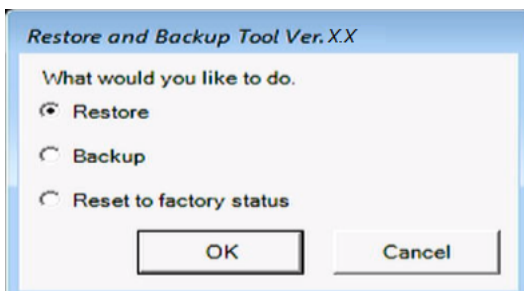 Restore and Backup Tool Ver. X.X
What would you like to do.
Restore
Backup
Reset to factory status
OK Cancel